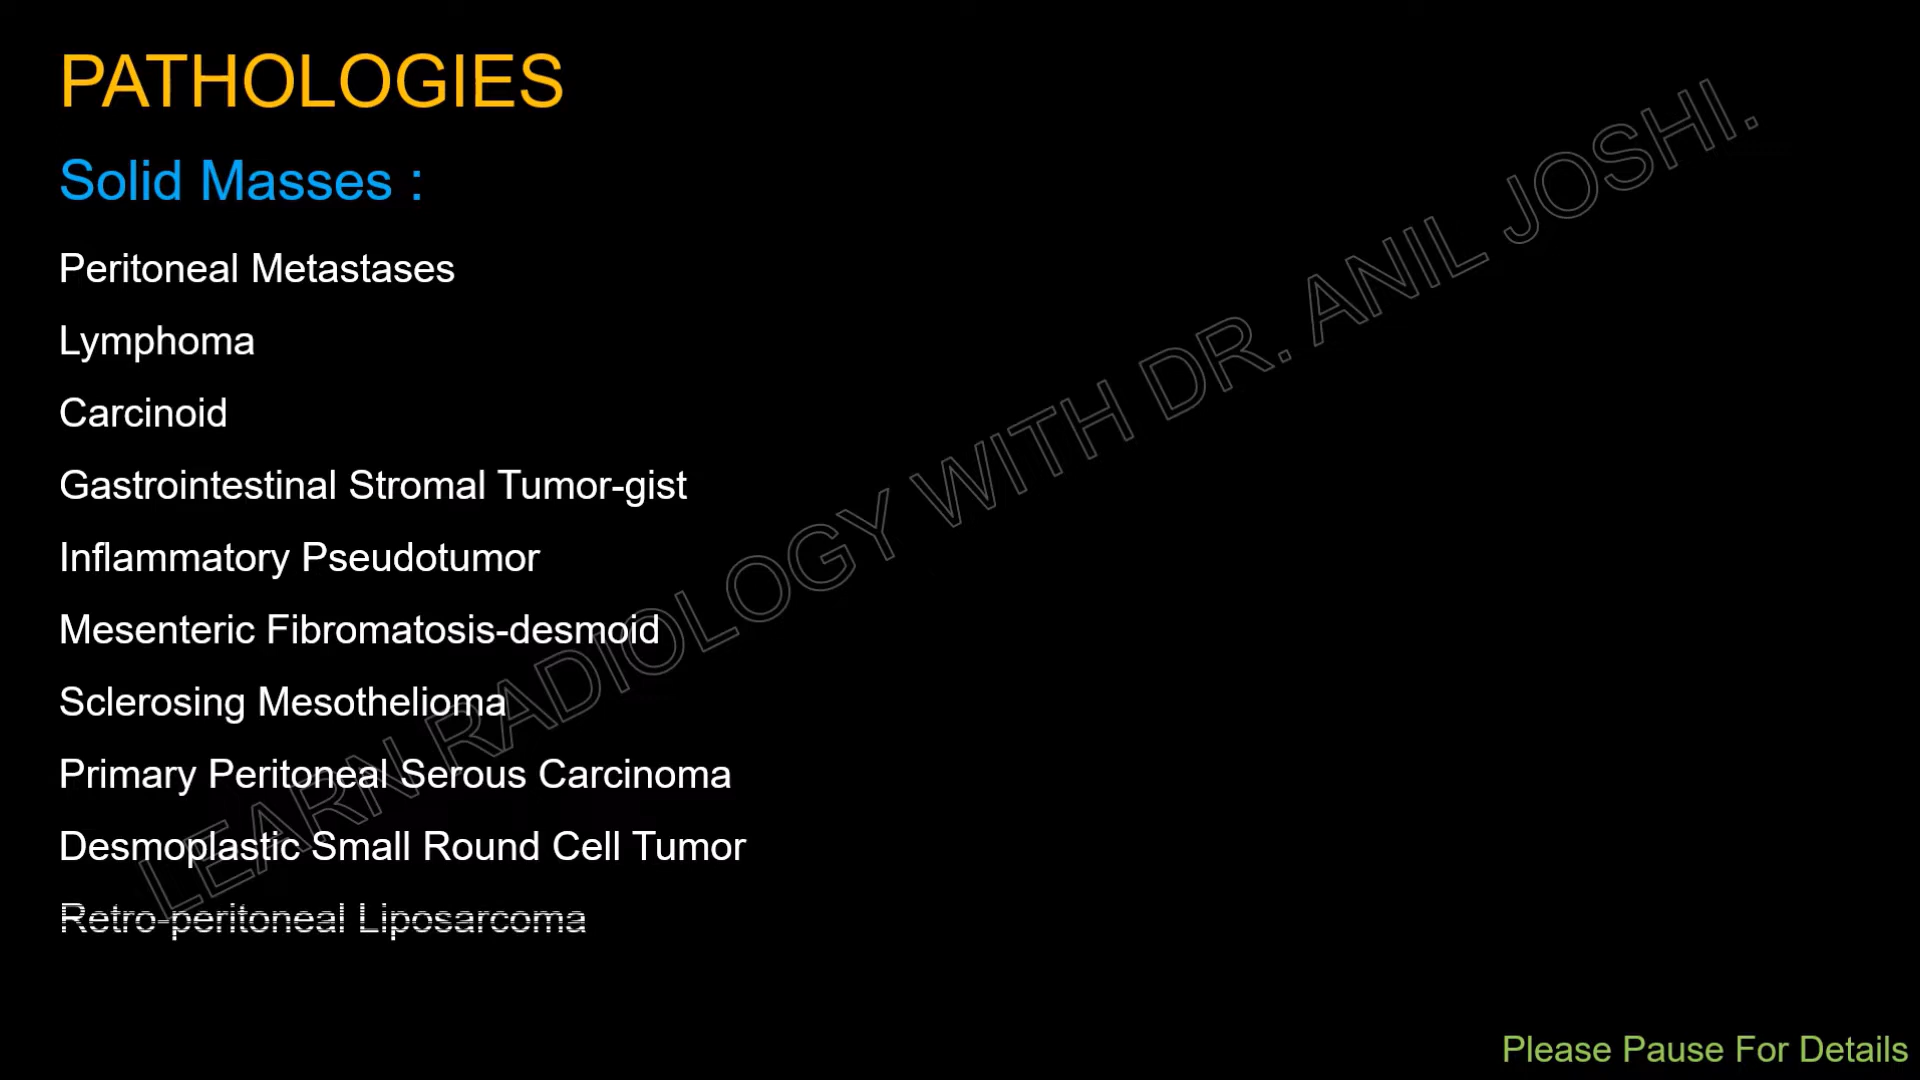 PATHOLOGIES
Solid Masses :
Peritoneal Metastases
Lymphoma
Carcinoid
Gastrointestinal Stromal Tumor-gist
Inflammatory Pseudotumor
Mesenteric Fibromatosis-desmoid
Sclerosing Mesothelioma
Primary Peritoneal Serous Carcinoma
Desmoplastic Small Round Cell Tumor
Retro-peritoneal Liposarcoma
LEARN RADIOLOGY WITH DR. ANIL JOSHI.
Please Pause For Details